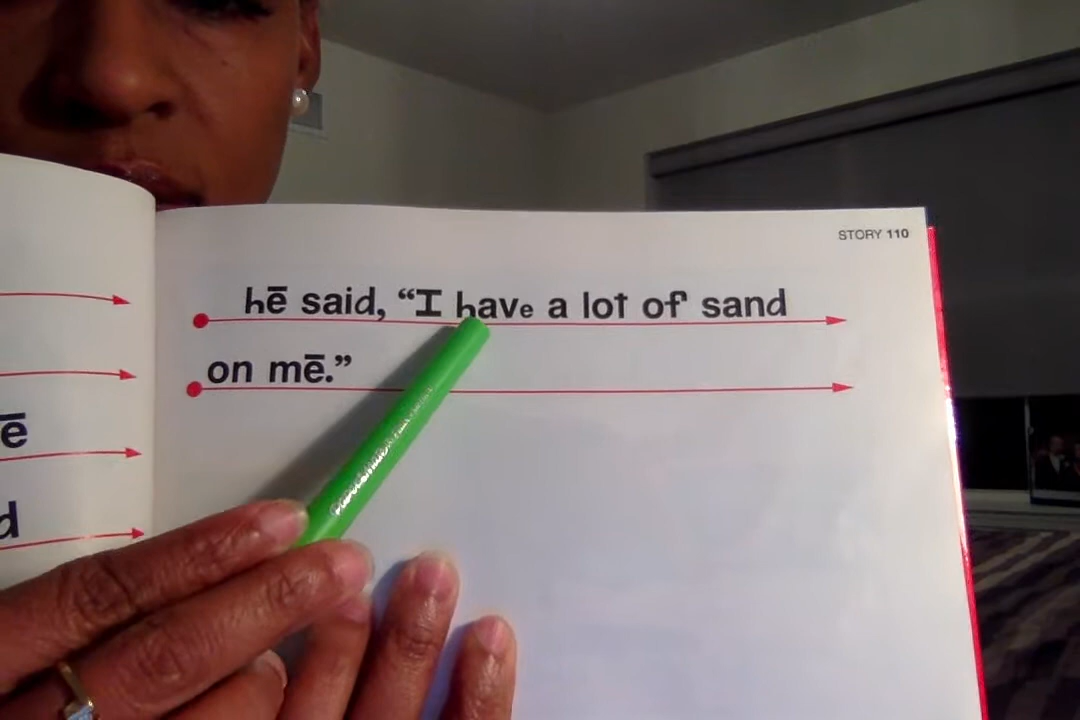 STORY 110
hē said, “I have a lot of sand
on mē.”
ē
d